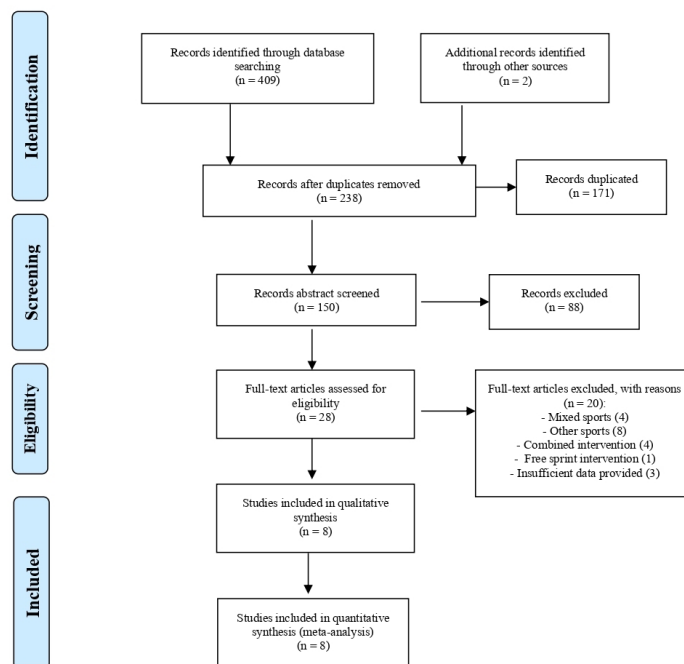 Identification
Records identified through database
searching
(n = 409)
Additional records identified
through other sources
(n = 2)
Records after duplicates removed
(n = 238)
Records duplicated
(n = 171)
Screening
Records abstract screened
(n = 150)
Records excluded
(n = 88)
Eligibility
Full-text articles assessed for
eligibility
(n = 28)
Full-text articles excluded, with reasons
(n = 20):
- Mixed sports (4)
- Other sports (8)
- Combined intervention (4)
- Free sprint intervention (1)
- Insufficient data provided (3)
Included
Studies included in qualitative
synthesis
(n = 8)
Studies included in quantitative
synthesis (meta-analysis)
(n = 8)